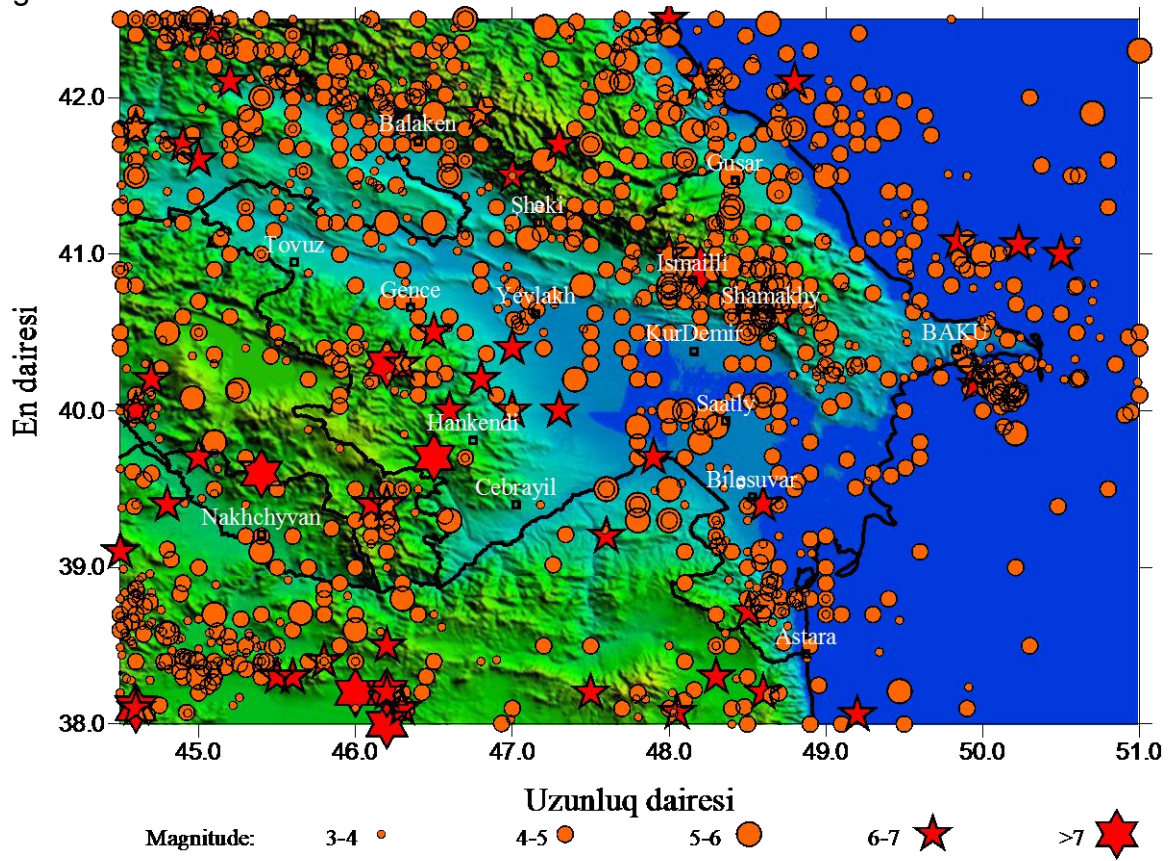 g
42.0
41.0
40.0
39.0
38.0
En dairesi
Balaken
Gusar
Sheki
Tovuz
Ismailli
Gence
Yevlakh
Shamakhy
KurDemir
BAKU
Hankendi
Saatly
Cebrayil
Bilesuvar
Nakhchyvan
Astara
45.0 46.0 47.0 48.0 49.0 50.0 51.0
Uzunluq dairesi
Magnitude: 3-4 4-5 5-6 6-7 >7